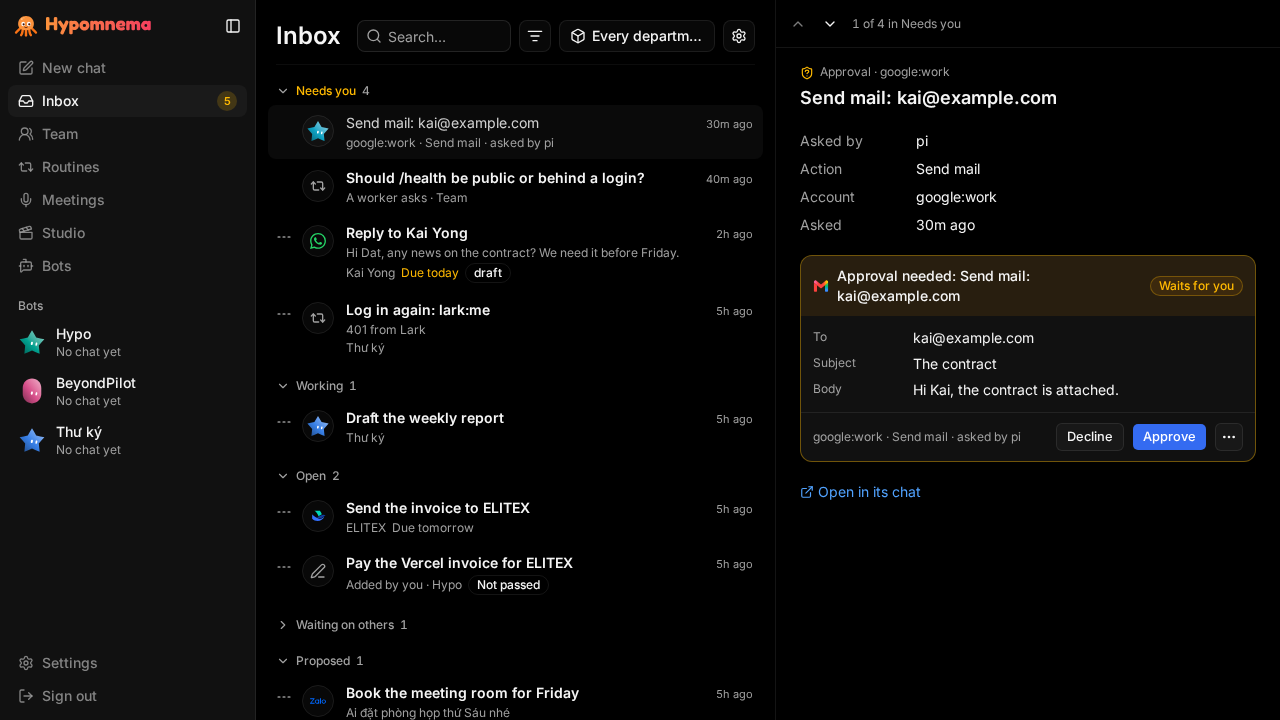 Hypomnema
New chat
Inbox
5
Team
Routines
Meetings
Studio
Bots
Bots
Hypo
No chat yet
BeyondPilot
No chat yet
Thư ký
No chat yet
Settings
Sign out
Inbox
Search...
Every departm...
Needs you 4
Send mail: kai@example.com
30m ago
google:work · Send mail · asked by pi
Should /health be public or behind a login?
40m ago
A worker asks · Team
Reply to Kai Yong
2h ago
Hi Dat, any news on the contract? We need it before Friday.
Kai Yong Due today draft
Log in again: lark:me
5h ago
401 from Lark
Thư ký
Working 1
Draft the weekly report
5h ago
Thư ký
Open 2
Send the invoice to ELITEX
5h ago
ELITEX Due tomorrow
Pay the Vercel invoice for ELITEX
5h ago
Added by you · Hypo Not passed
Waiting on others 1
Proposed 1
Zalo
Book the meeting room for Friday
5h ago
Ai đặt phòng họp thứ Sáu nhé
1 of 4 in Needs you
Approval · google:work
Send mail: kai@example.com
Asked by pi
Action Send mail
Account google:work
Asked 30m ago
Approval needed: Send mail:
kai@example.com
Waits for you
To kai@example.com
Subject The contract
Body Hi Kai, the contract is attached.
google:work · Send mail · asked by pi
Decline
Approve
Open in its chat